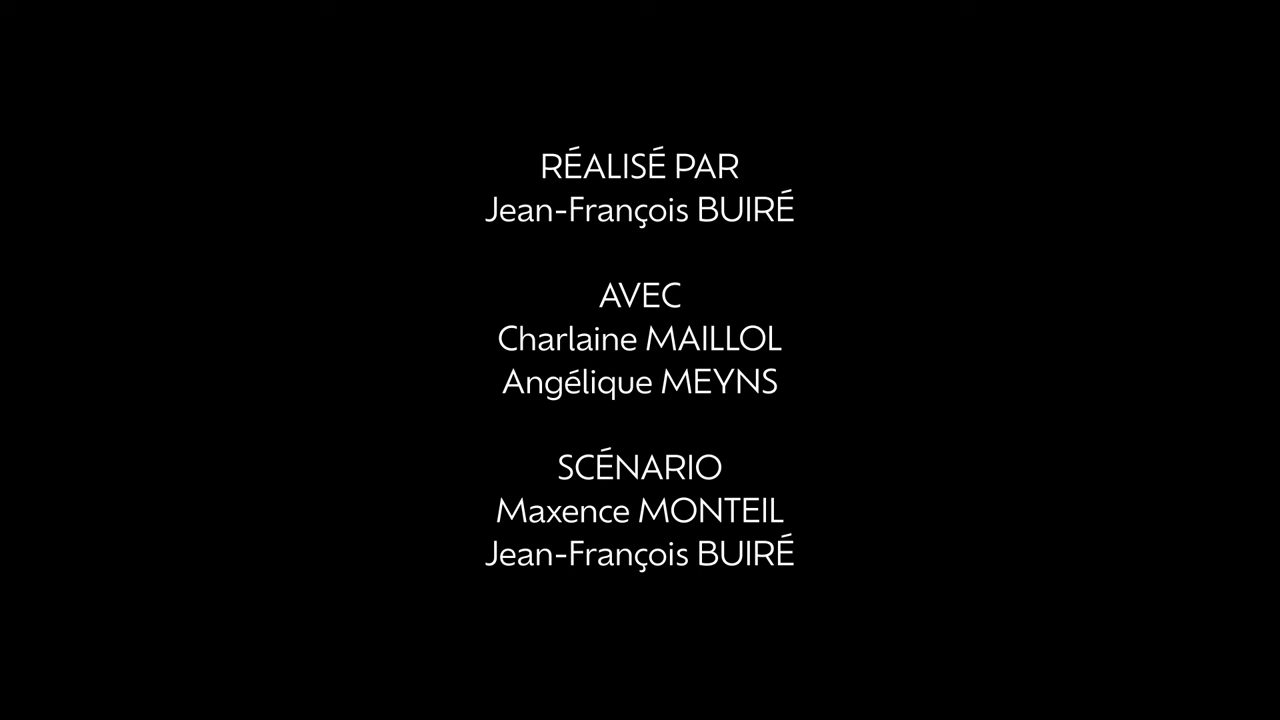 RÉALISÉ PAR
Jean-François BUIRÉ
AVEC
Charlaine MAILLOL
Angélique MEYNS
SCÉNARIO
Maxence MONTEIL
Jean-François BUIRÉ